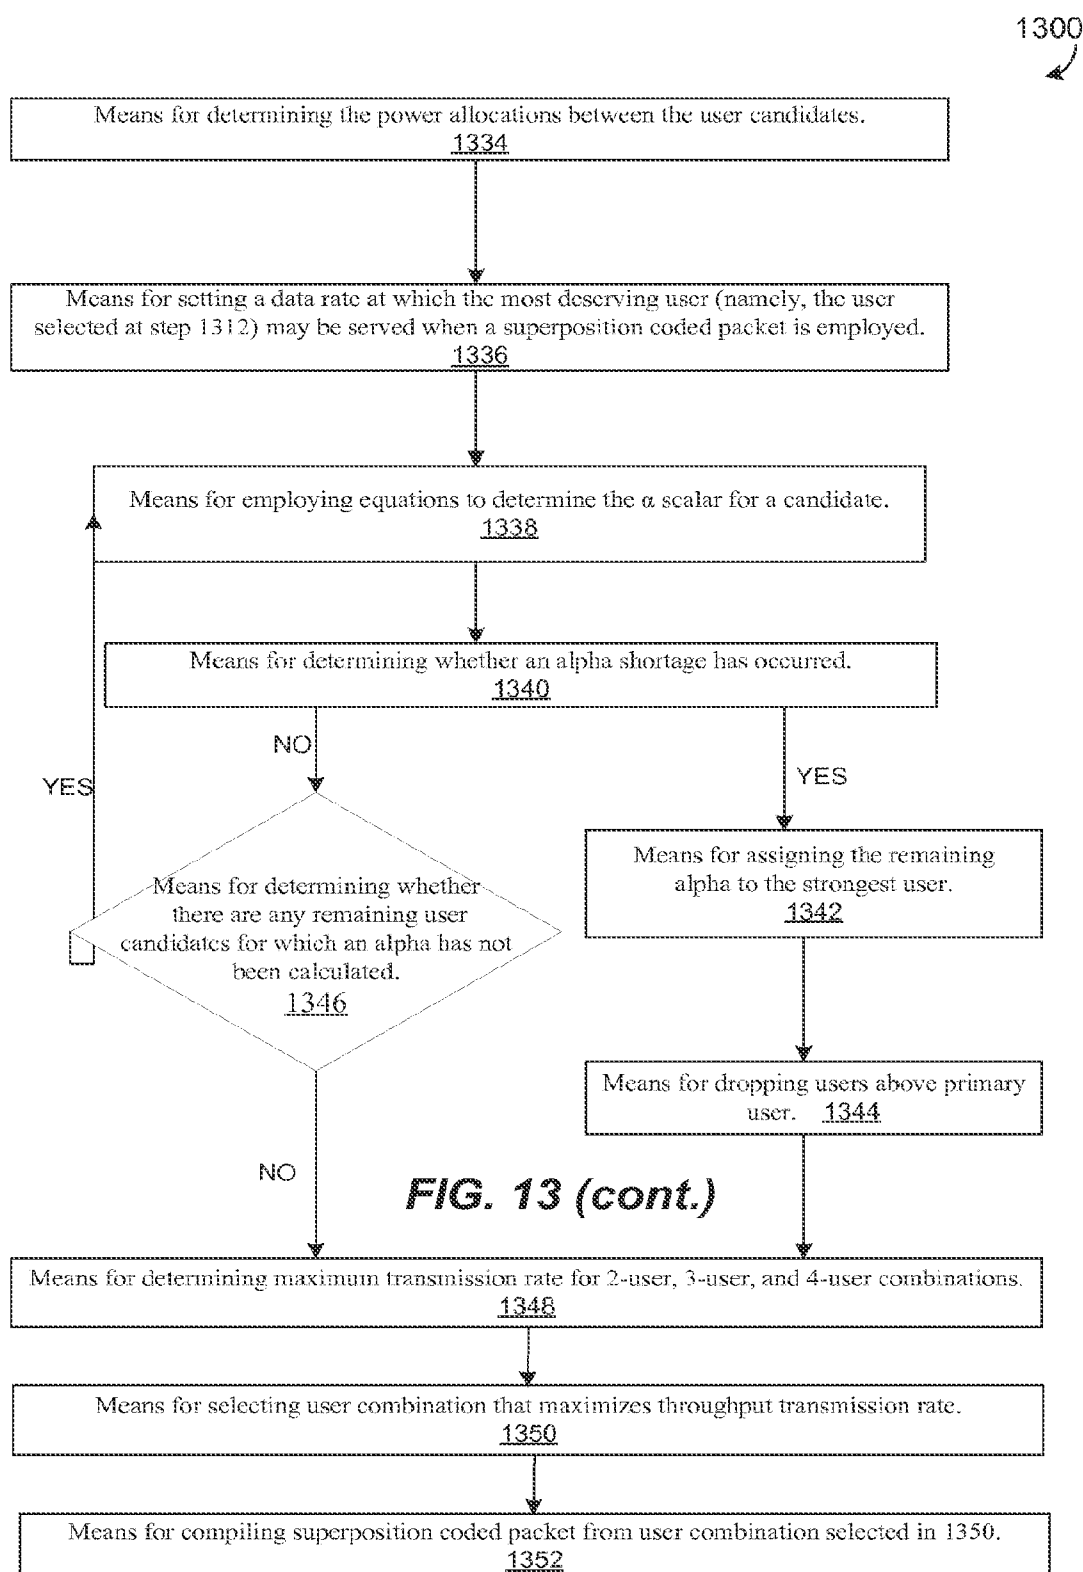 1300
Means for determining the power allocations between the user candidates.
1334
Means for setting a data rate at which the most deserving user (namely, the user
selected at step 1312) may be served when a superposition coded packet is employed.
1336
Means for employing equations to determine the α scalar for a candidate.
1338
Means for determining whether an alpha shortage has occurred.
1340
NO
YES
YES
Means for assigning the remaining
alpha to the strongest user.
1342
Means for determining whether
there are any remaining user
candidates for which an alpha has not
been calculated.
1346
Means for dropping users above primary
user. 1344
NO
FIG. 13 (cont.)
Means for determining maximum transmission rate for 2-user, 3-user, and 4-user combinations.
1348
Means for selecting user combination that maximizes throughput transmission rate.
1350
Means for compiling superposition coded packet from user combination selected in 1350.
1352